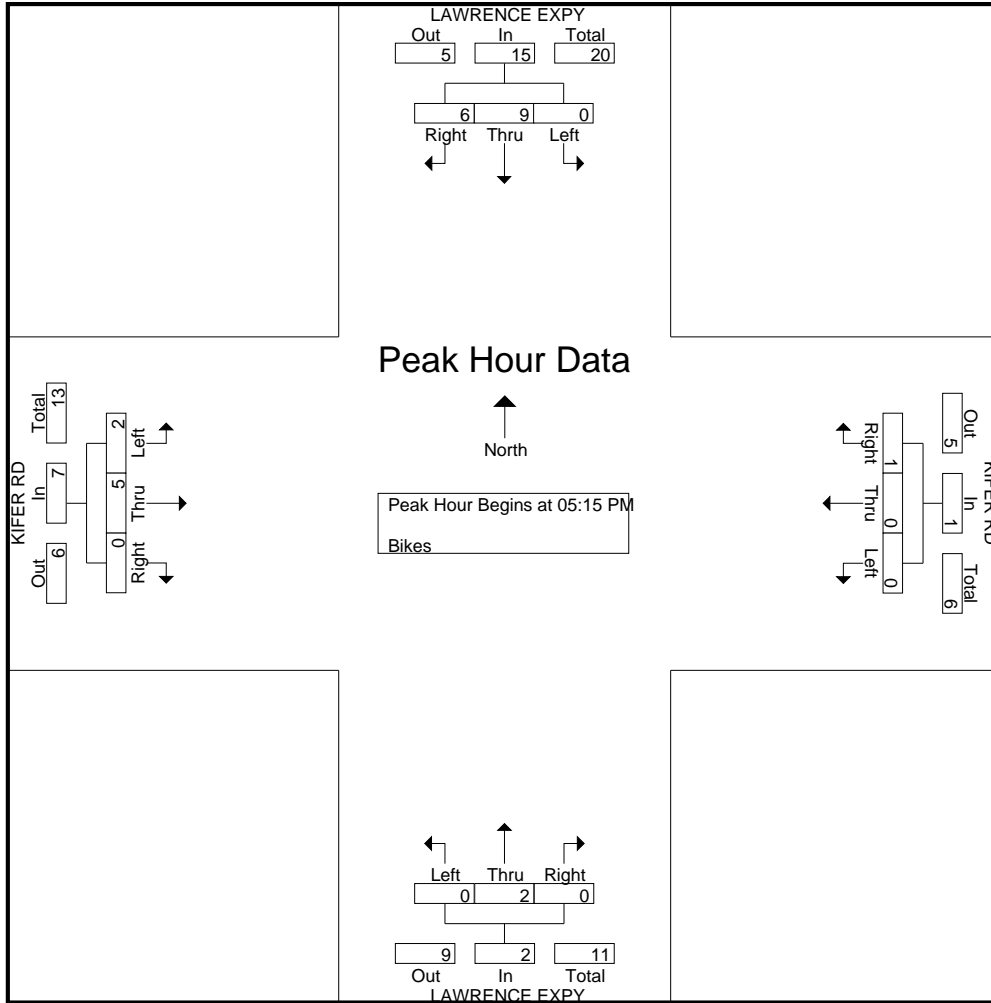 LAWRENCE EXPY
Out In Total
5 15 20
6 9 0
Right Thru Left
Peak Hour Data
North
Peak Hour Begins at 05:15 PM
Bikes
KIFER RD
Out In Total
6 7 13
Right Thru Left
0 5 2
KIFER RD
Out In Total
5 1 6
Right Thru Left
1 0 0
Left Thru Right
0 2 0
9 2 11
Out In Total
LAWRENCE EXPY